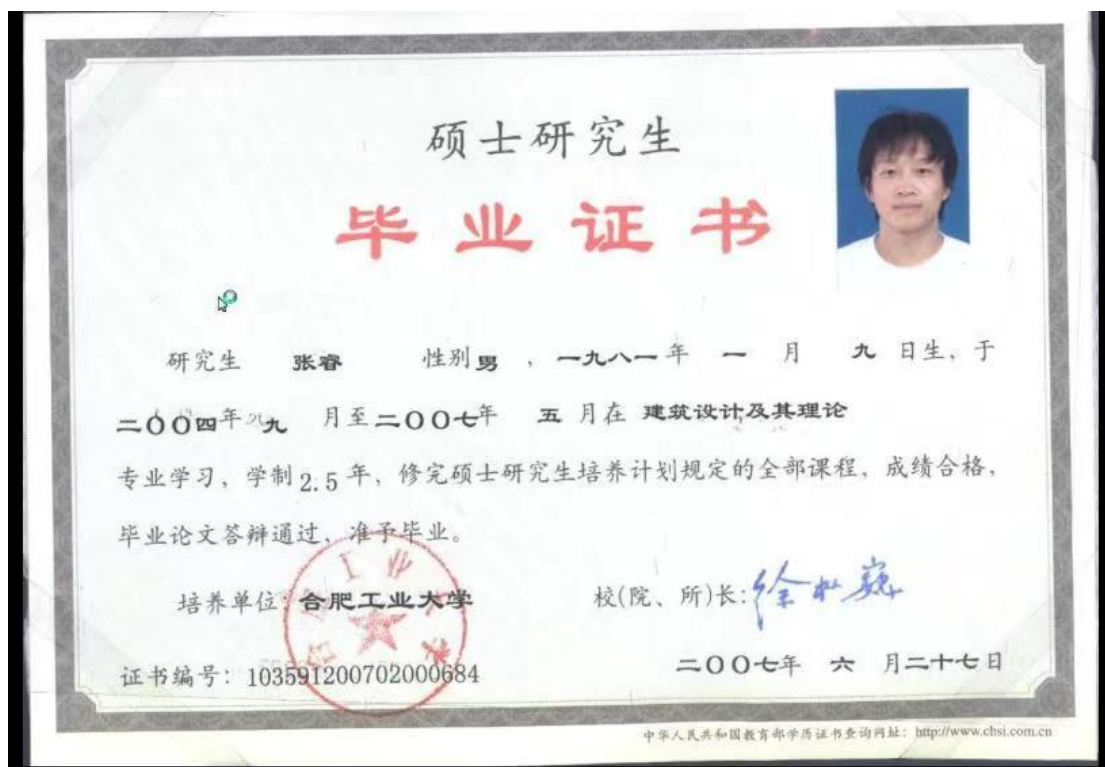 硕士研究生
毕业证书
研究生 张睿 性别 男 ，一九八一 年 一 月 九 日生、于
二〇〇四年 九 月至二〇〇七年 五 月在 建筑设计及其理论
专业学习，学制 2.5 年，修完硕士研究生培养计划规定的全部课程，成绩合格，
毕业论文答辩通过，准予毕业。
培养单位：合肥工业大学 校(院、所)长：
证书编号：103591200702000684 二〇〇七年 六 月二十七日
中华人民共和国教育部学历证书查询网址：http://www.chsi.com.cn